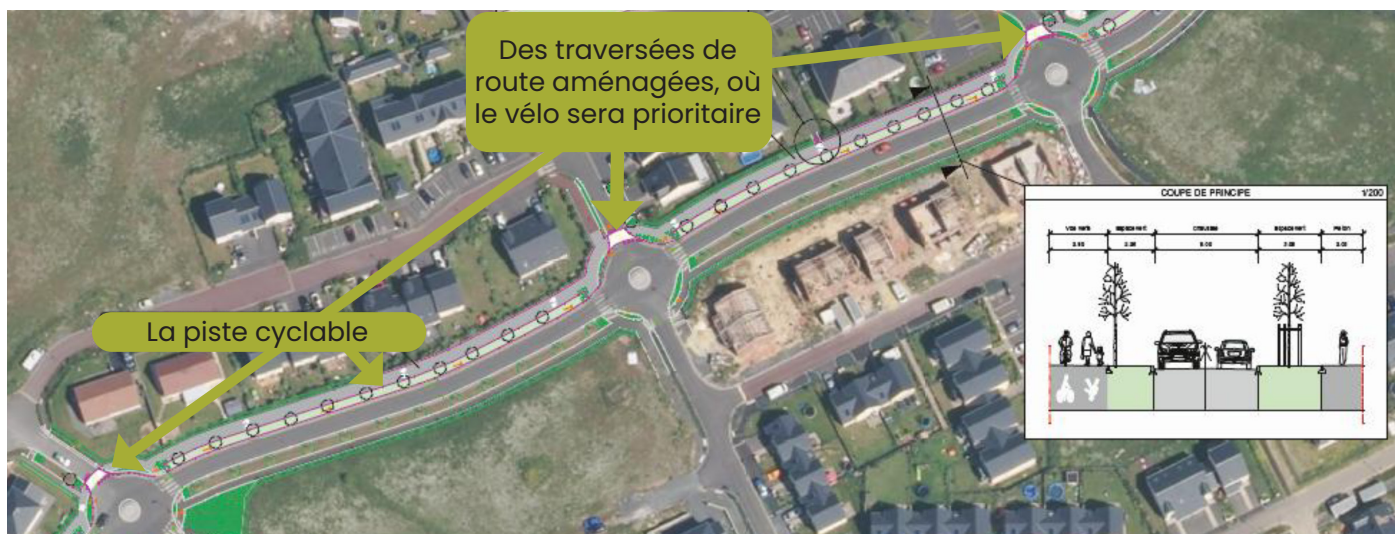 Des traversées de
route aménagées, où
le vélo sera prioritaire
La piste cyclable
COUPE DE PRINCIPE 1/200